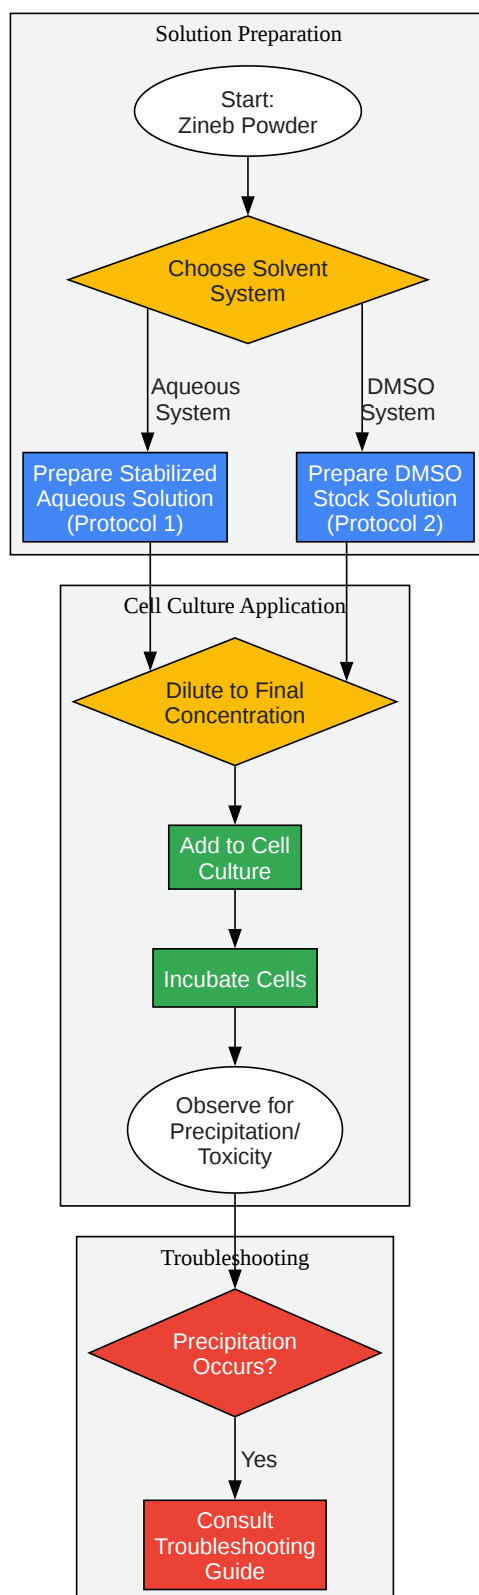 Solution Preparation
Start:
Zineb Powder
Choose Solvent
System
Aqueous
System
DMSO
System
Prepare Stabilized
Aqueous Solution
(Protocol 1)
Prepare DMSO
Stock Solution
(Protocol 2)
Cell Culture Application
Dilute to Final
Concentration
Add to Cell
Culture
Incubate Cells
Observe for
Precipitation/
Toxicity
Troubleshooting
Precipitation
Occurs?
Yes
Consult
Troubleshooting
Guide